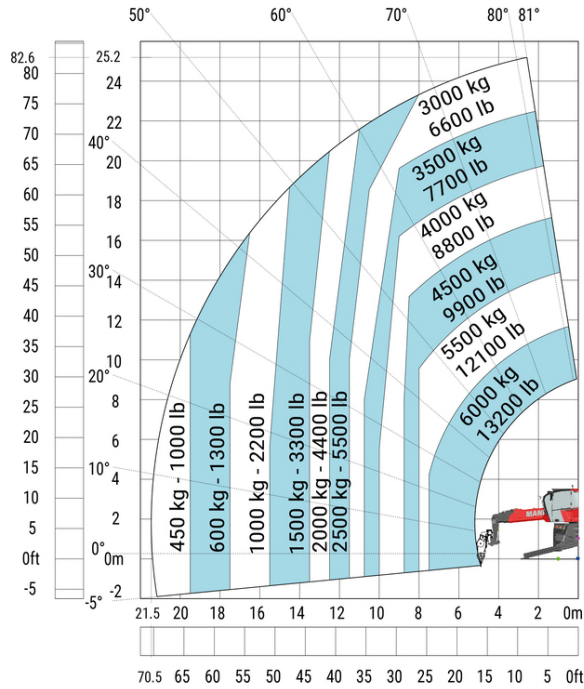 50°
60°
70°
80° 81°
82.6
25.2
80
24
75
70
22
40°
65
20
60
18
55
50
16
30°
45
14
40
12
35
10
30
20°
8
25
20
6
15
10°
4
10
2
5
0°
0ft
0m
-5
-5°
-2
3000 kg
6600 lb
3500 kg
7700 lb
4000 kg
8800 lb
4500 kg
9900 lb
5500 kg
12100 lb
6000 kg
13200 lb
450 kg - 1000 lb
600 kg - 1300 lb
1000 kg - 2200 lb
1500 kg - 3300 lb
2000 kg - 4400 lb
2500 kg - 5500 lb
MANI
21.5 20 18 16 14 12 10 8 6 4 2 0m
70.5 65 60 55 50 45 40 35 30 25 20 15 10 5 0ft